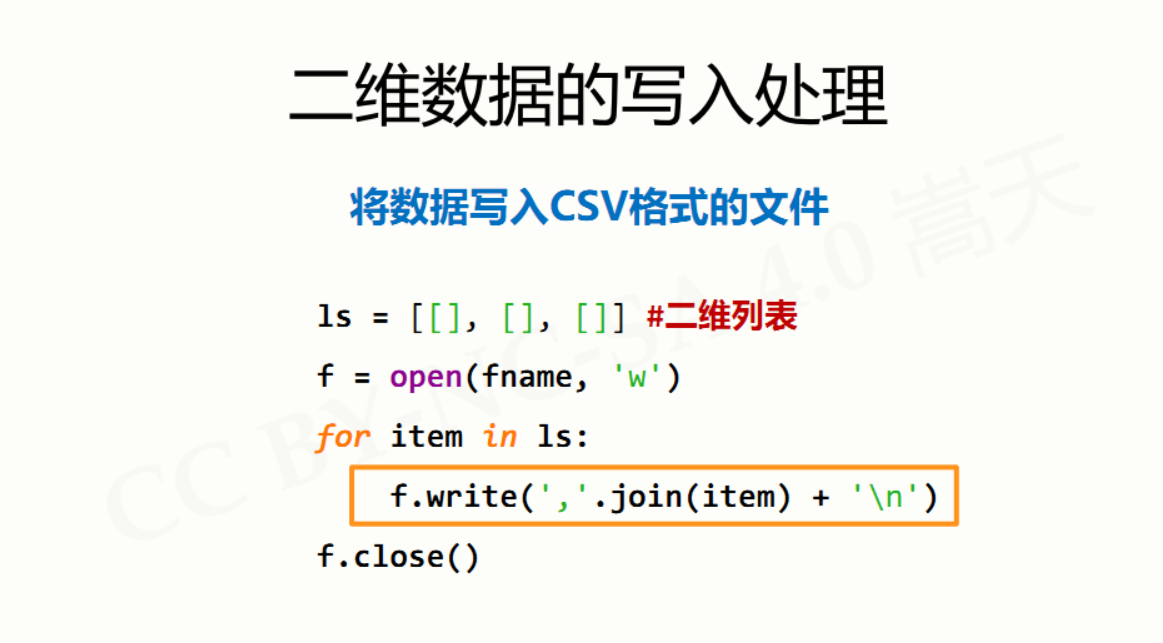 二维数据的写入处理
将数据写入CSV格式的文件
ls = [[], [], []] #二维列表
f = open(fname, 'w')
for item in ls:
    f.write(','.join(item) + '\n')
f.close()
CC BY-NC-SA 4.0 嵩天